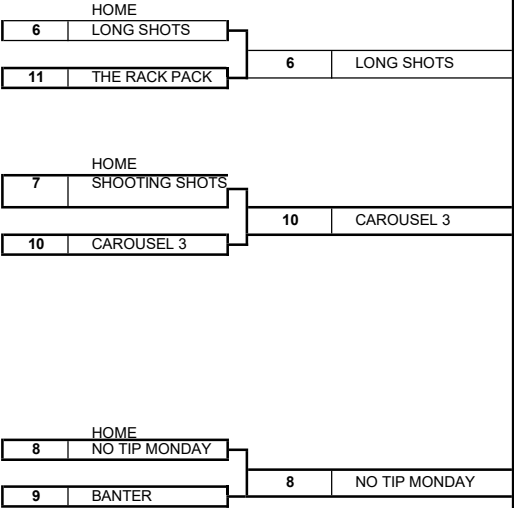 HOME
6 LONG SHOTS
6 LONG SHOTS
11 THE RACK PACK
HOME
7 SHOOTING SHOTS
10 CAROUSEL 3
10 CAROUSEL 3
HOME
8 NO TIP MONDAY
8 NO TIP MONDAY
9 BANTER